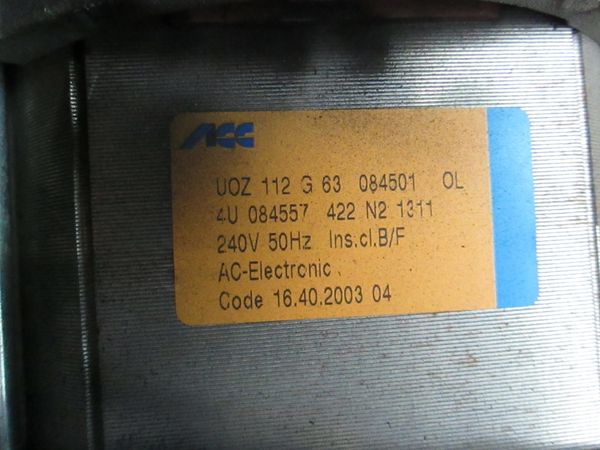 ACC
UOZ 112 G 63 084501 OL
4U 084557 422 N2 1311
240V 50Hz Ins.cl.B/F
AC-Electronic
Code 16.40.2003 04